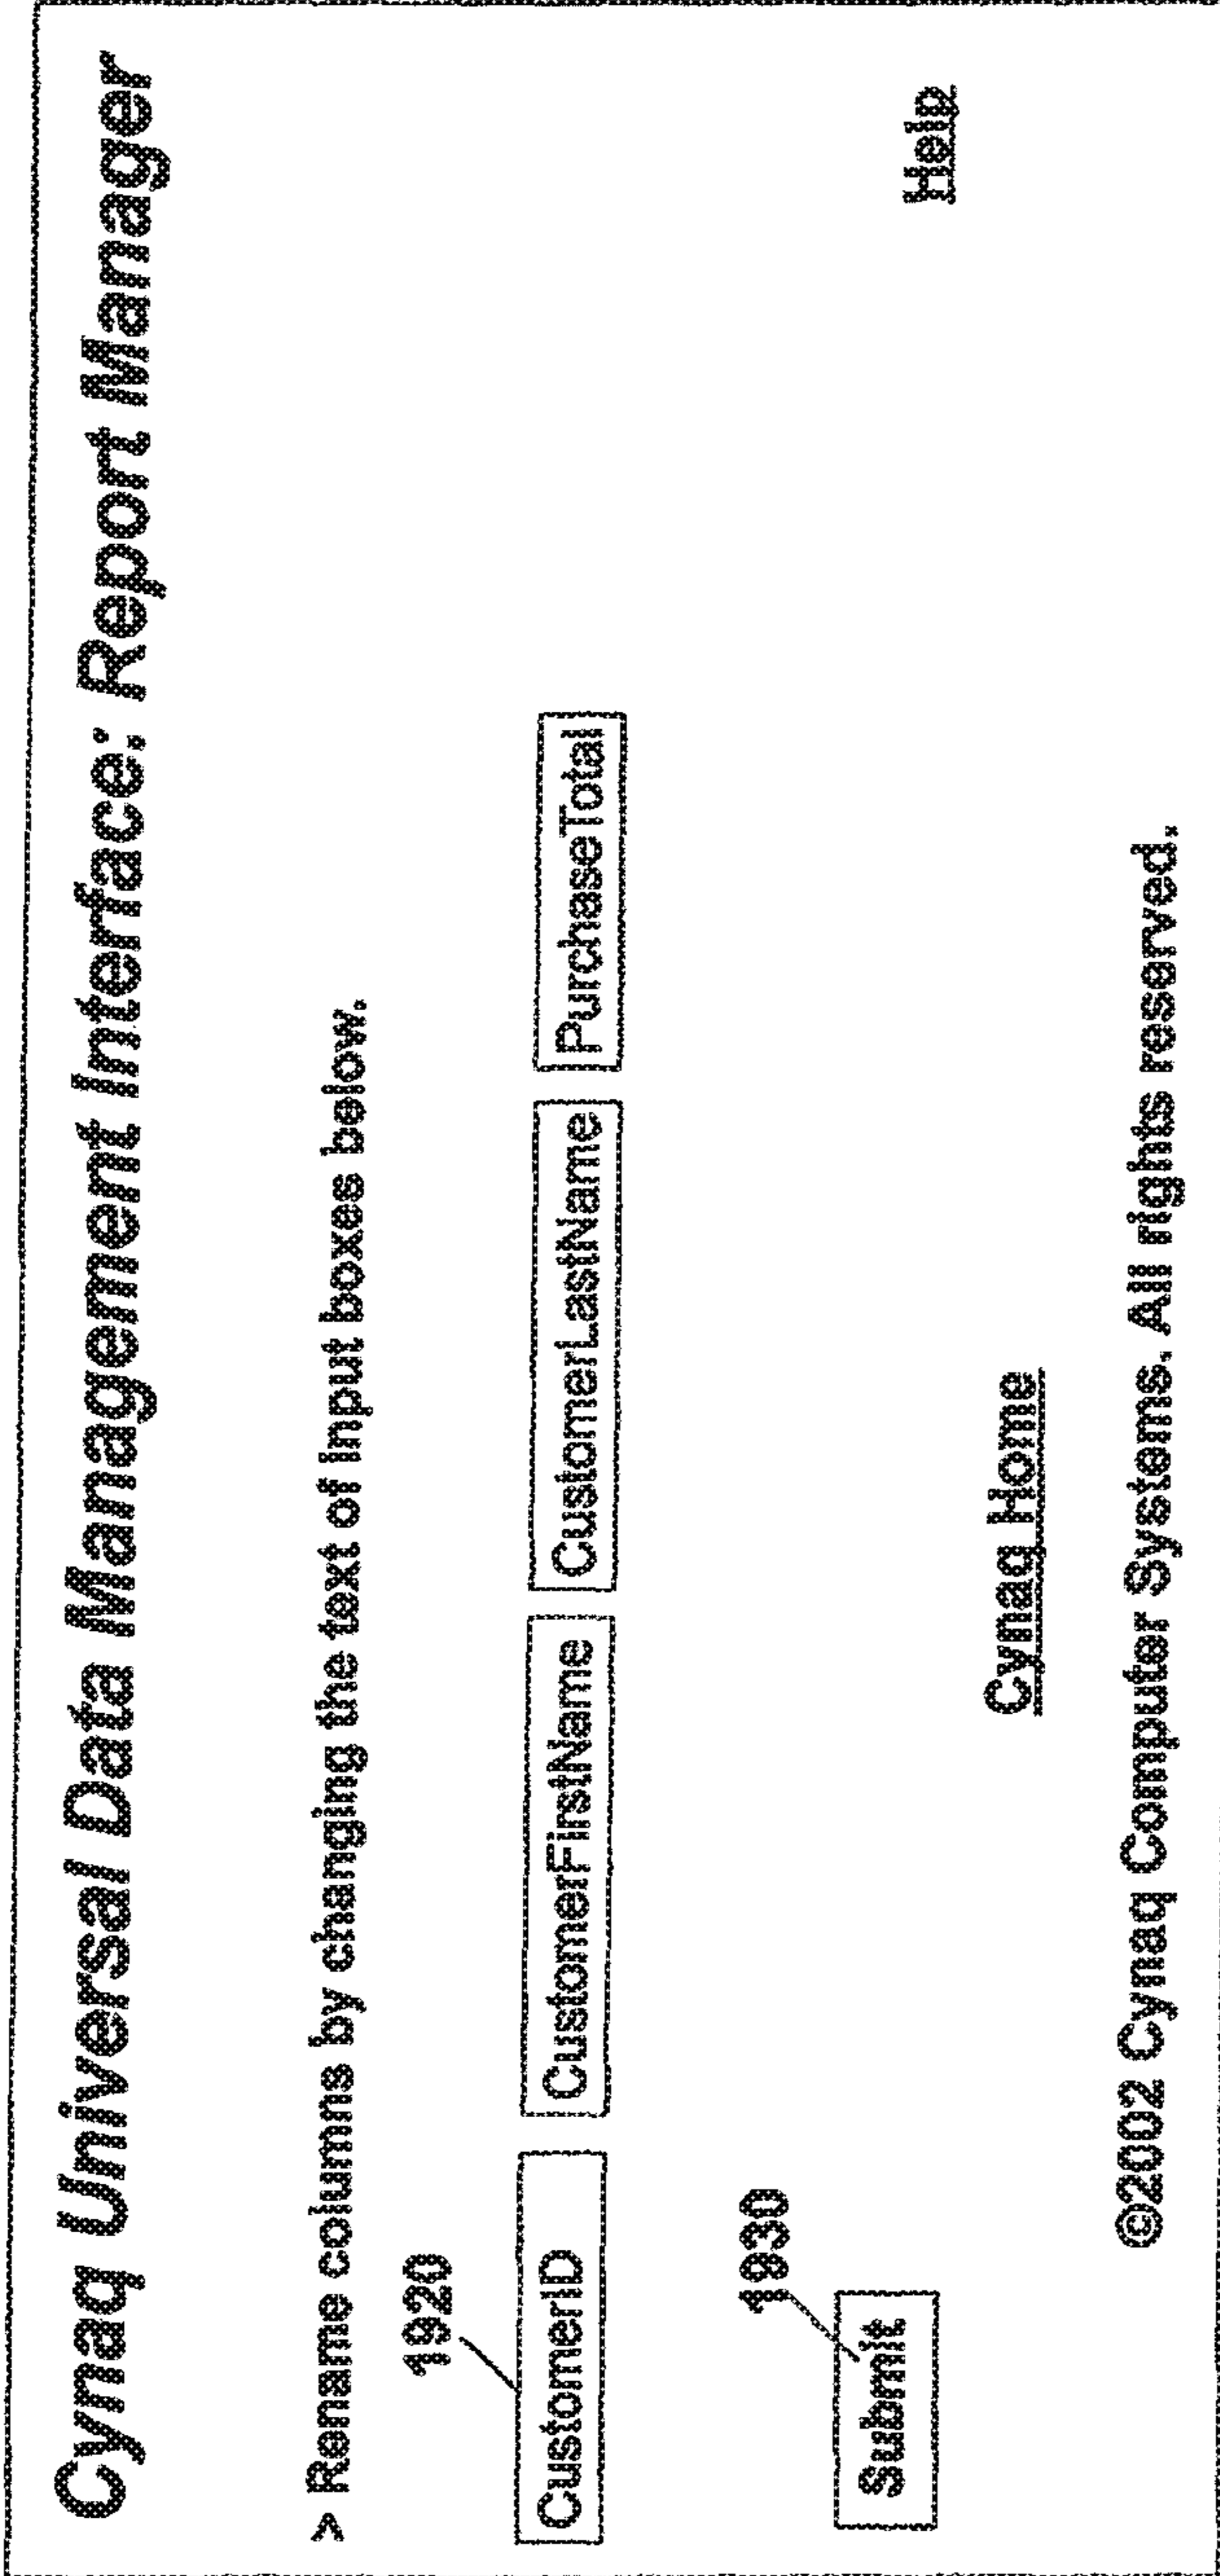 Cynaq Universal Data Management Interface: Report Manager
> Rename columns by changing the text of input boxes below.
1920
CustomerID CustomerFirstName CustomerLastName PurchaseTotal
1930
Submit
Help
Cynaq Home
©2002 Cynaq Computer Systems. All rights reserved.